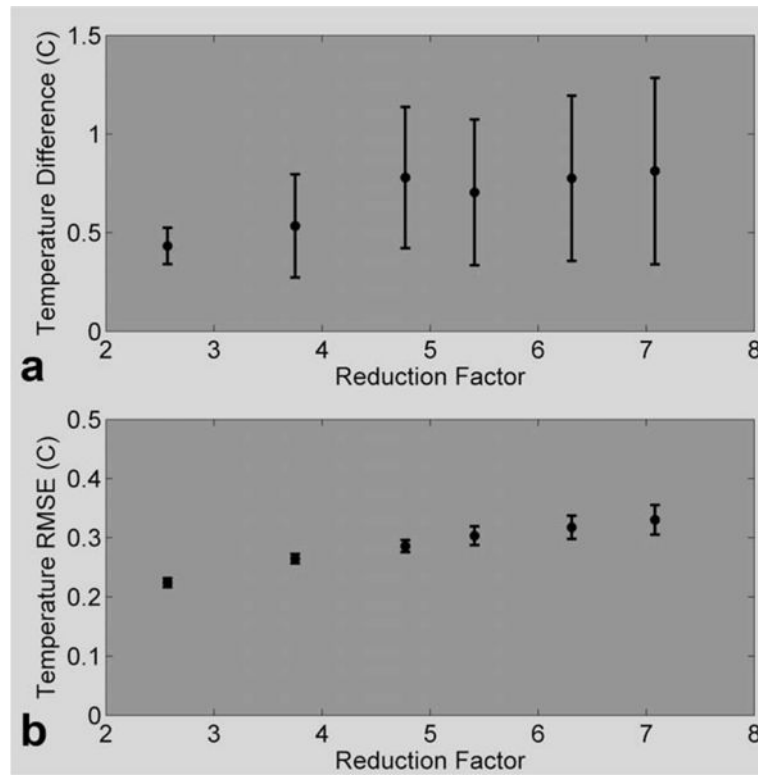 1.5
1
0.5
0
Temperature Difference (C)
2 3 4 5 6 7 8
Reduction Factor
a
0.5
0.4
0.3
0.2
0.1
0
Temperature RMSE (C)
2 3 4 5 6 7 8
Reduction Factor
b